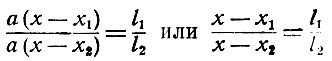 a(x — x₁) / a(x — x₂) = l₁ / l₂ или x — x₁ / x — x₂ = l₁ / l₂